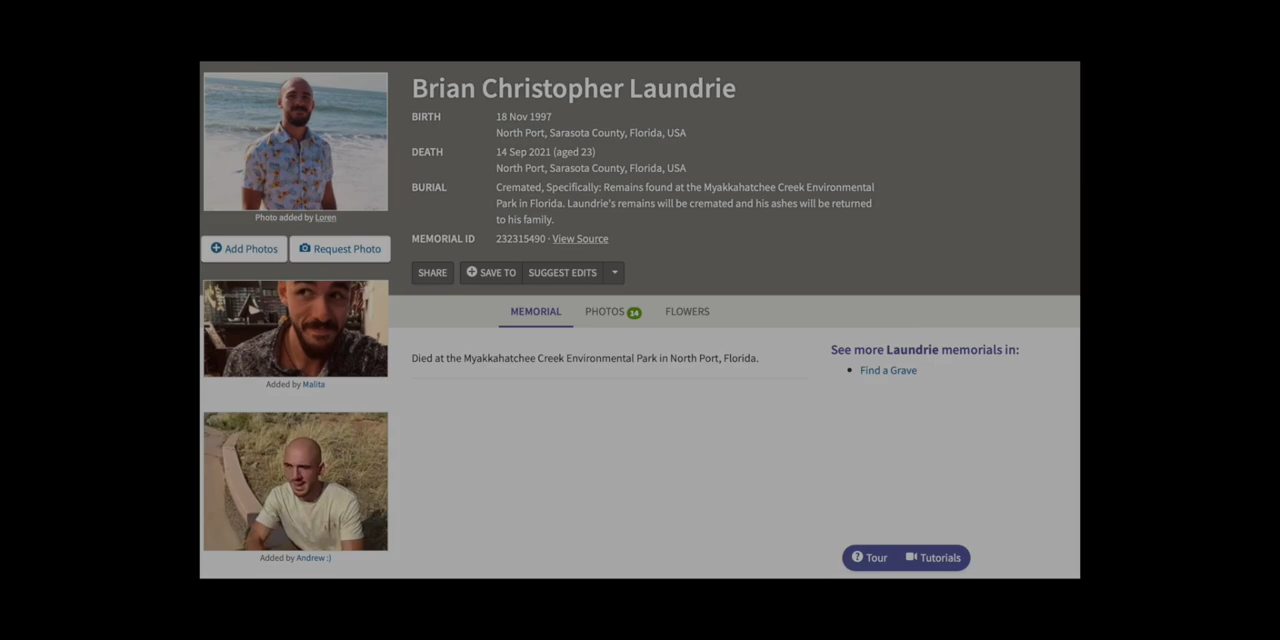 Brian Christopher Laundrie
BIRTH
18 Nov 1997
North Port, Sarasota County, Florida, USA
DEATH
14 Sep 2021 (aged 23)
North Port, Sarasota County, Florida, USA
BURIAL
Cremated, Specifically: Remains found at the Myakkahatchee Creek Environmental
Park in Florida. Laundrie's remains will be cremated and his ashes will be returned
to his family.
MEMORIAL ID
232315490 · View Source
SHARE
SAVE TO
SUGGEST EDITS
Photo added by Loren
Add Photos
Request Photo
Added by Malita
Added by Andrew :)
MEMORIAL
PHOTOS 14
FLOWERS
Died at the Myakkahatchee Creek Environmental Park in North Port, Florida.
See more Laundrie memorials in:
• Find a Grave
? Tour
Tutorials